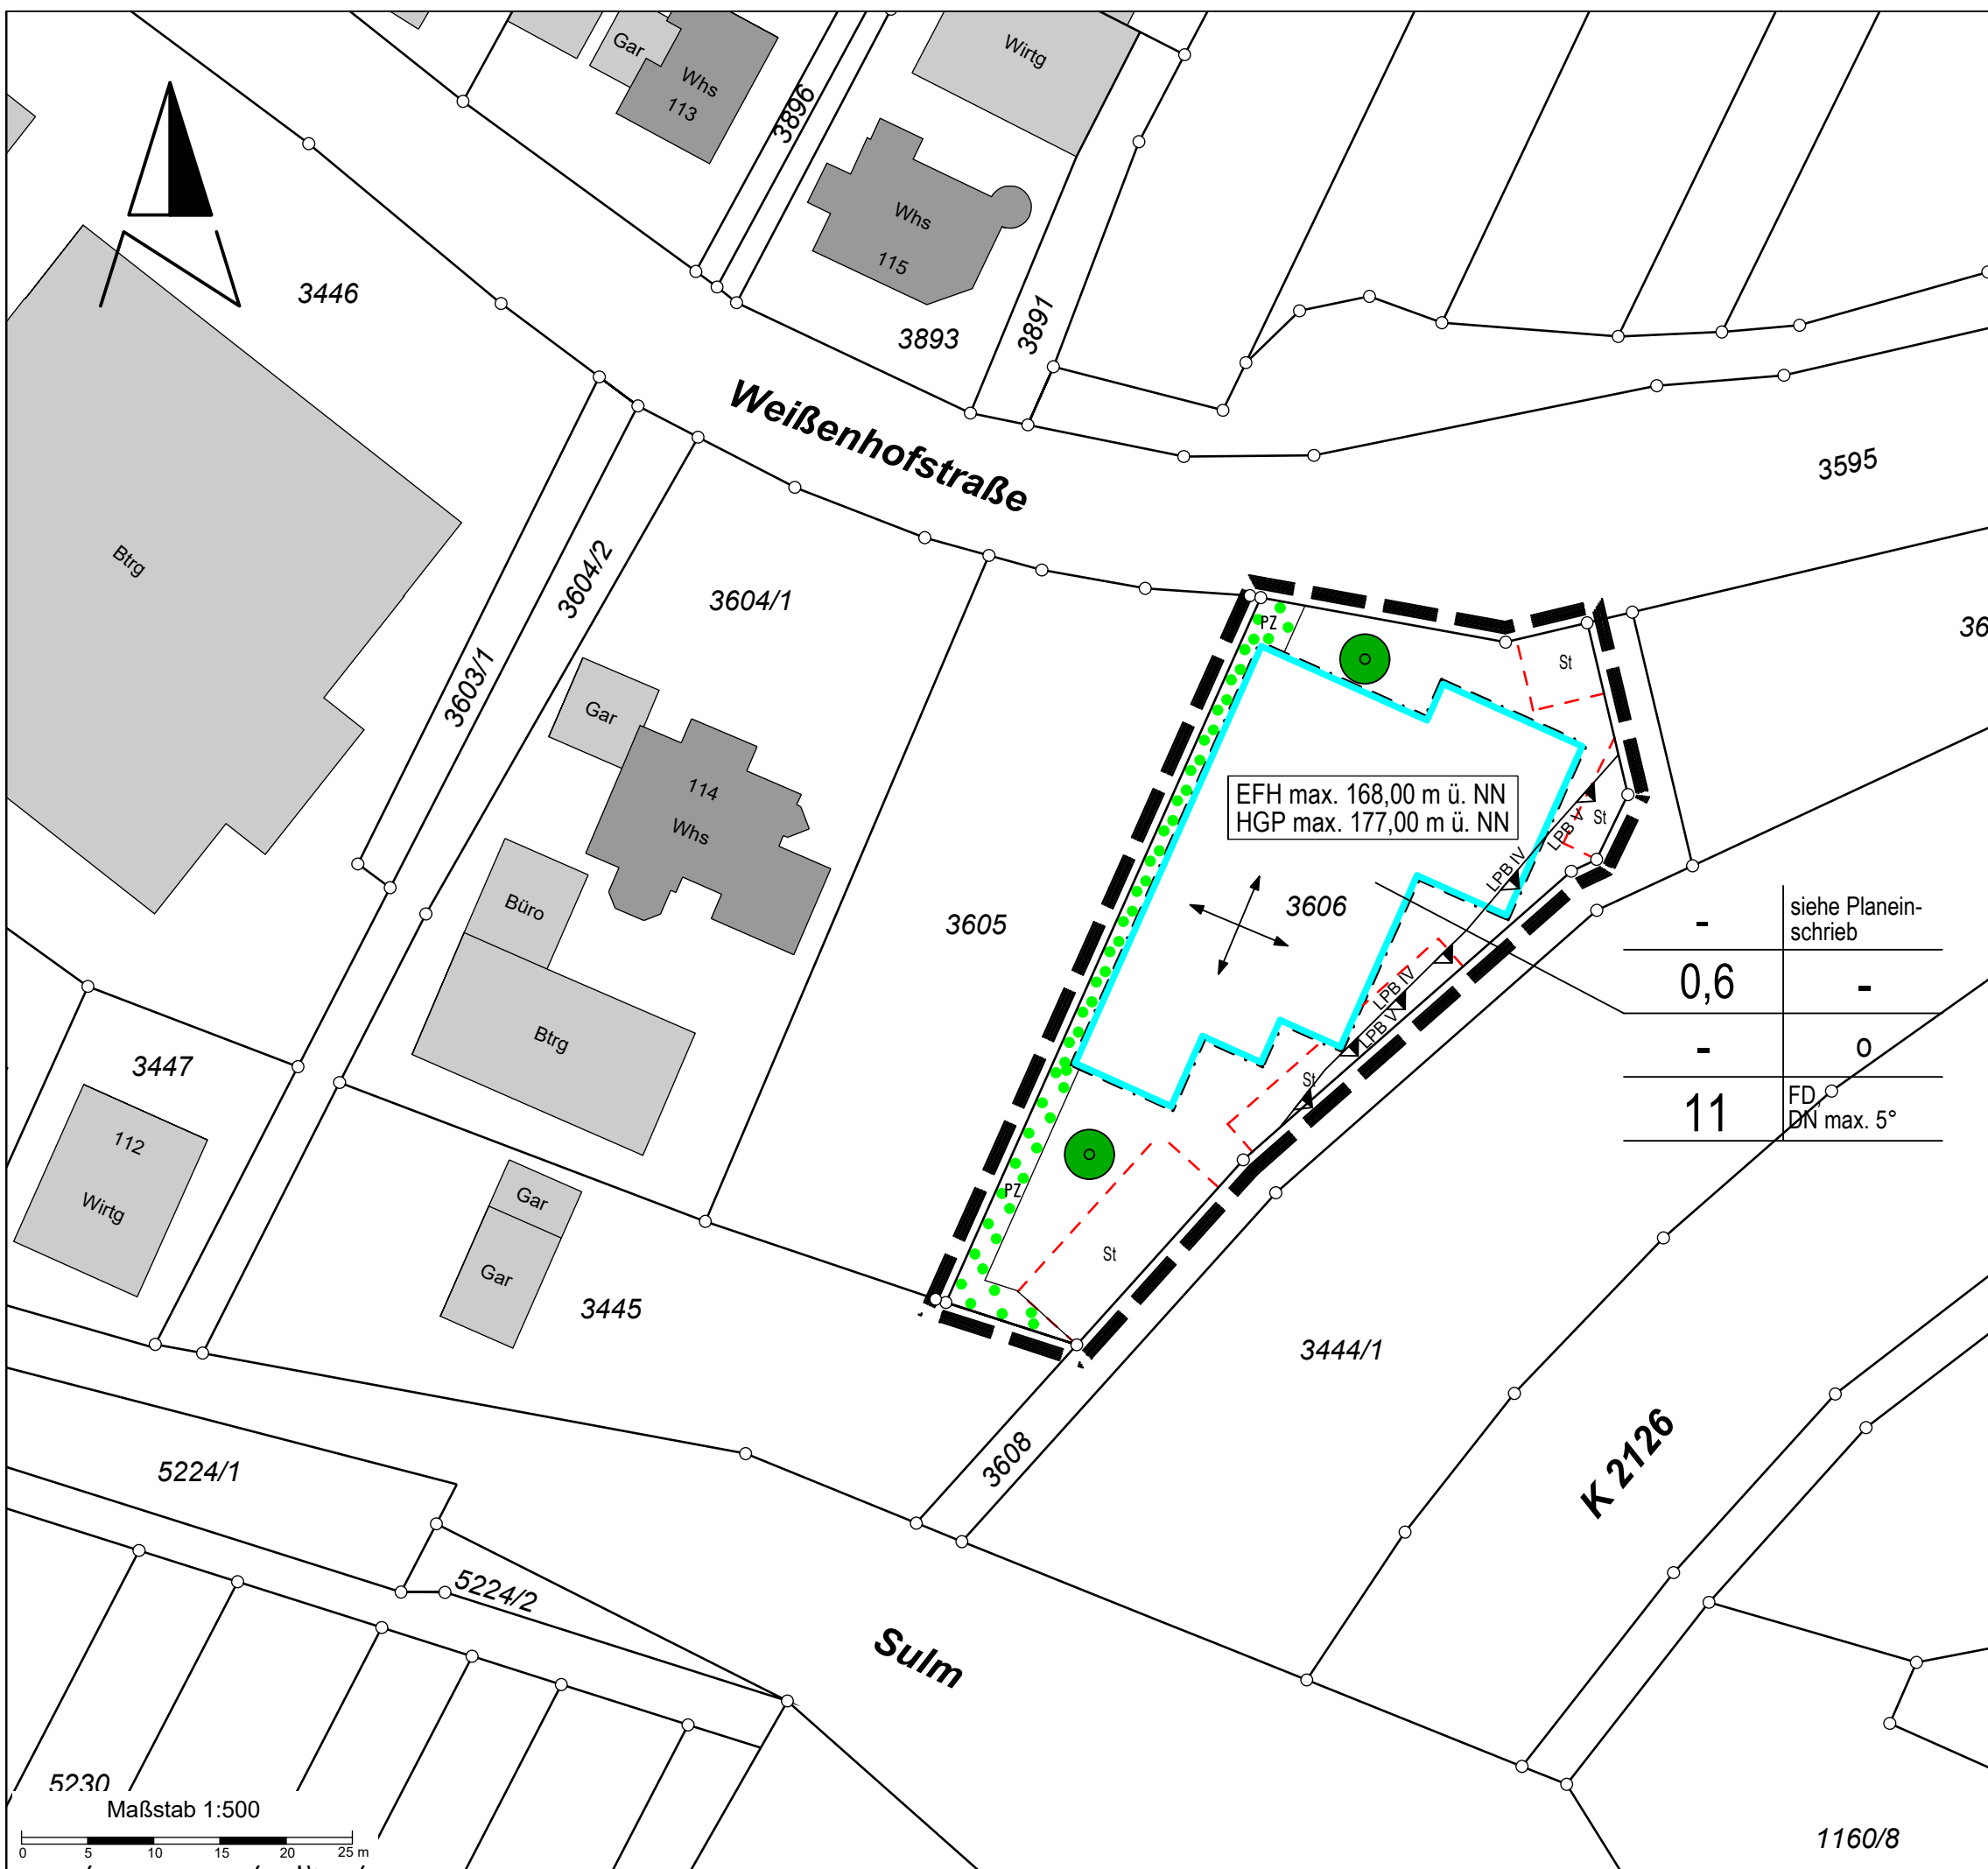 Gar
Whs
113
3896
Wirtg
Whs
115
3446
3893
3891
Weißenhofstraße
3595
Btrg
3604/2
3604/1
3603/1
PZ
St
36
Gar
114
Whs
EFH max. 168,00 m ü. NN
HGP max. 177,00 m ü. NN
St
LPB V
LPB IV
Büro
3605
3606
-
siehe Planein-
schrieb
0,6
-
LPB IV
LPB V
Btrg
-
o
3447
St
11
FD,
DN max. 5°
112
Wirtg
Gar
PZ
Gar
St
3445
3444/1
3608
K 2126
5224/1
5224/2
Sulm
5230
Maßstab 1:500
0 5 10 15 20 25 m
1160/8